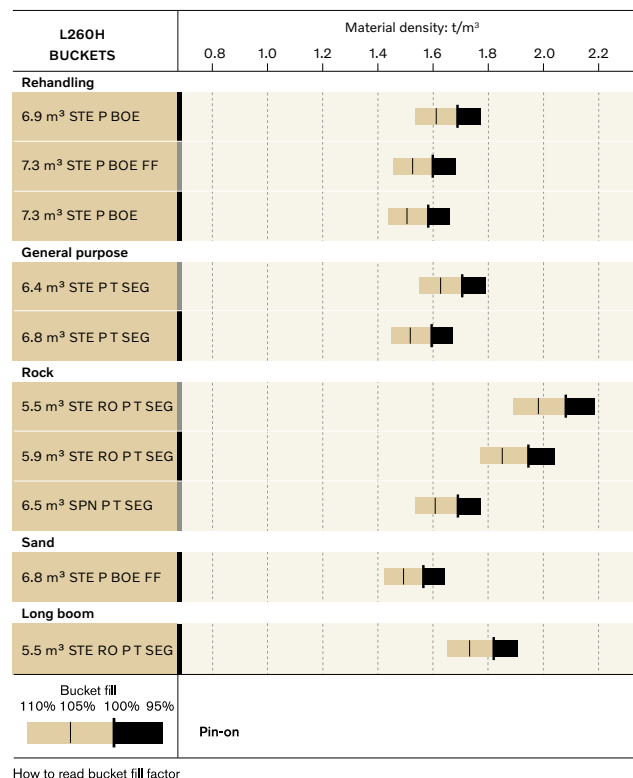 L260H
BUCKETS
Material density: t/m³
0.8 1.0 1.2 1.4 1.6 1.8 2.0 2.2
Rehandling
6.9 m³ STE P BOE
7.3 m³ STE P BOE FF
7.3 m³ STE P BOE
General purpose
6.4 m³ STE P T SEG
6.8 m³ STE P T SEG
Rock
5.5 m³ STE RO P T SEG
5.9 m³ STE RO P T SEG
6.5 m³ SPN P T SEG
Sand
6.8 m³ STE P BOE FF
Long boom
5.5 m³ STE RO P T SEG
Bucket fill
110% 105% 100% 95%
Pin-on
How to read bucket fill factor